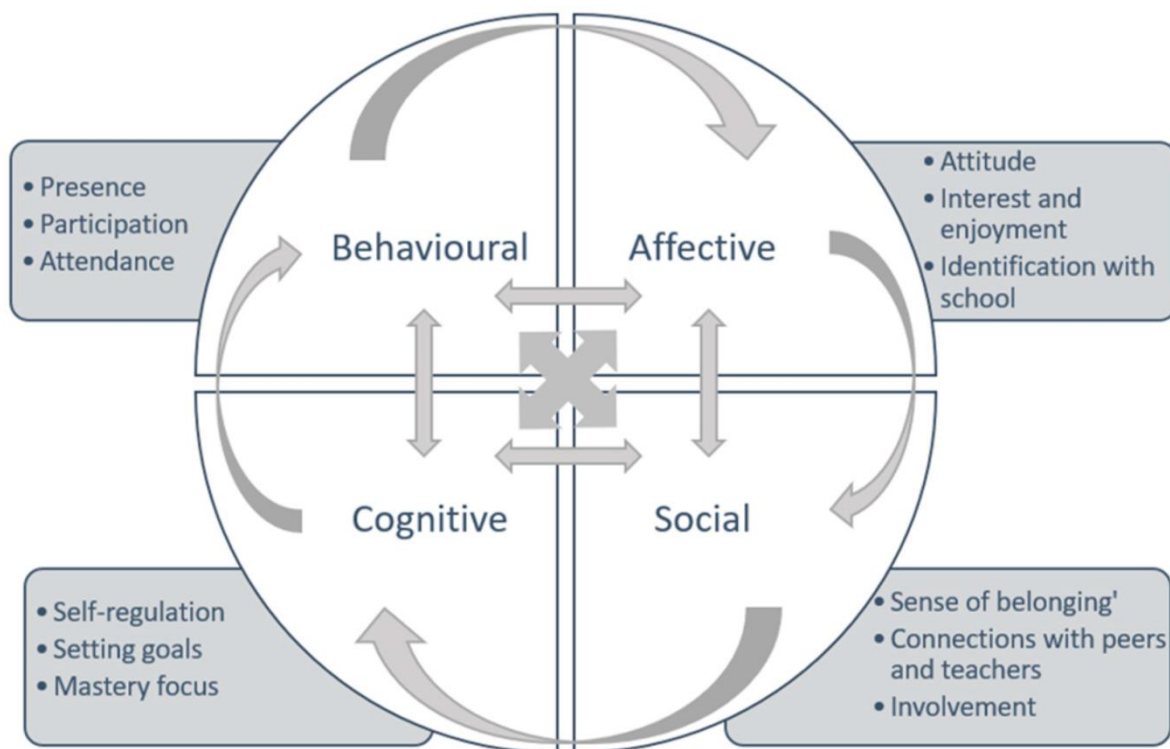 • Presence
• Participation
• Attendance
Behavioural
Affective
• Attitude
• Interest and
enjoyment
• Identification with
school
Cognitive
Social
• Self-regulation
• Setting goals
• Mastery focus
• Sense of belonging'
• Connections with peers
and teachers
• Involvement